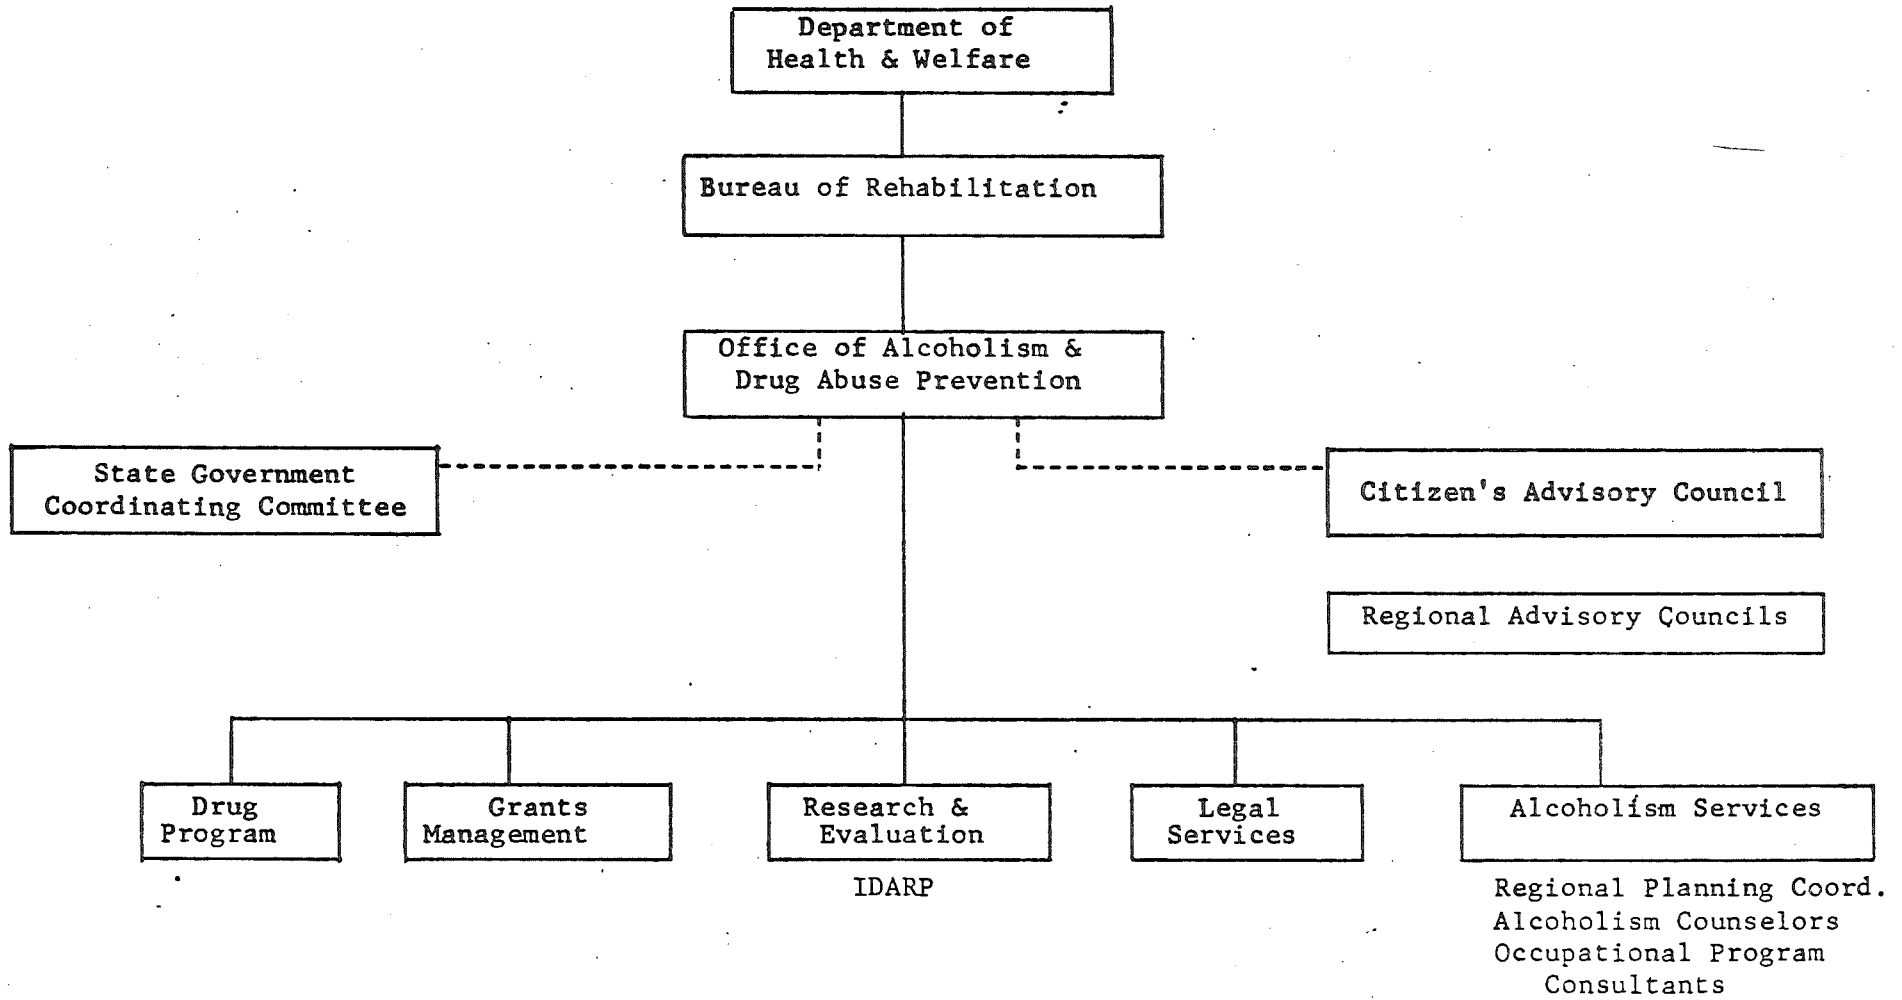 Department of
Health & Welfare
Bureau of Rehabilitation
Office of Alcoholism &
Drug Abuse Prevention
State Government
Coordinating Committee
Citizen's Advisory Council
Regional Advisory Councils
Drug
Program
Grants
Management
Research &
Evaluation
IDARP
Legal
Services
Alcoholism Services
Regional Planning Coord.
Alcoholism Counselors
Occupational Program
Consultants